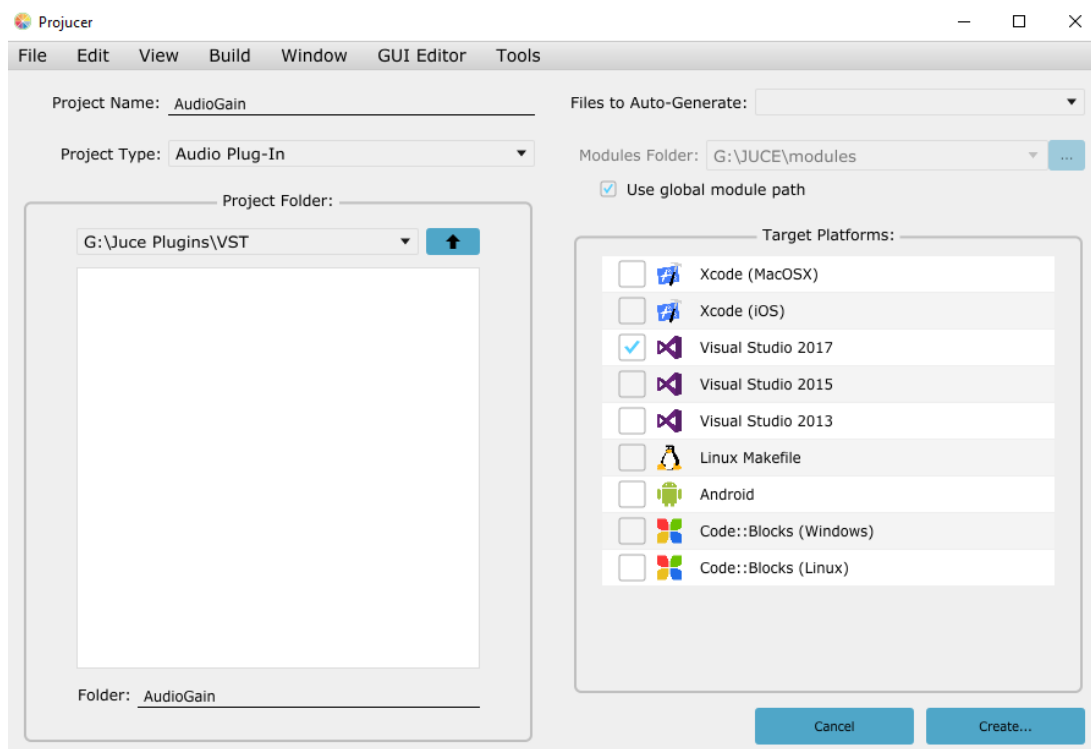 Projucer
File Edit View Build Window GUI Editor Tools
Project Name: AudioGain
Project Type: Audio Plug-In
Project Folder:
G:\Juce Plugins\VST
Folder: AudioGain
Files to Auto-Generate:
Modules Folder: G:\JUCE\modules ...
Use global module path
Target Platforms:
Xcode (MacOSX)
Xcode (iOS)
Visual Studio 2017
Visual Studio 2015
Visual Studio 2013
Linux Makefile
Android
Code::Blocks (Windows)
Code::Blocks (Linux)
Cancel Create...